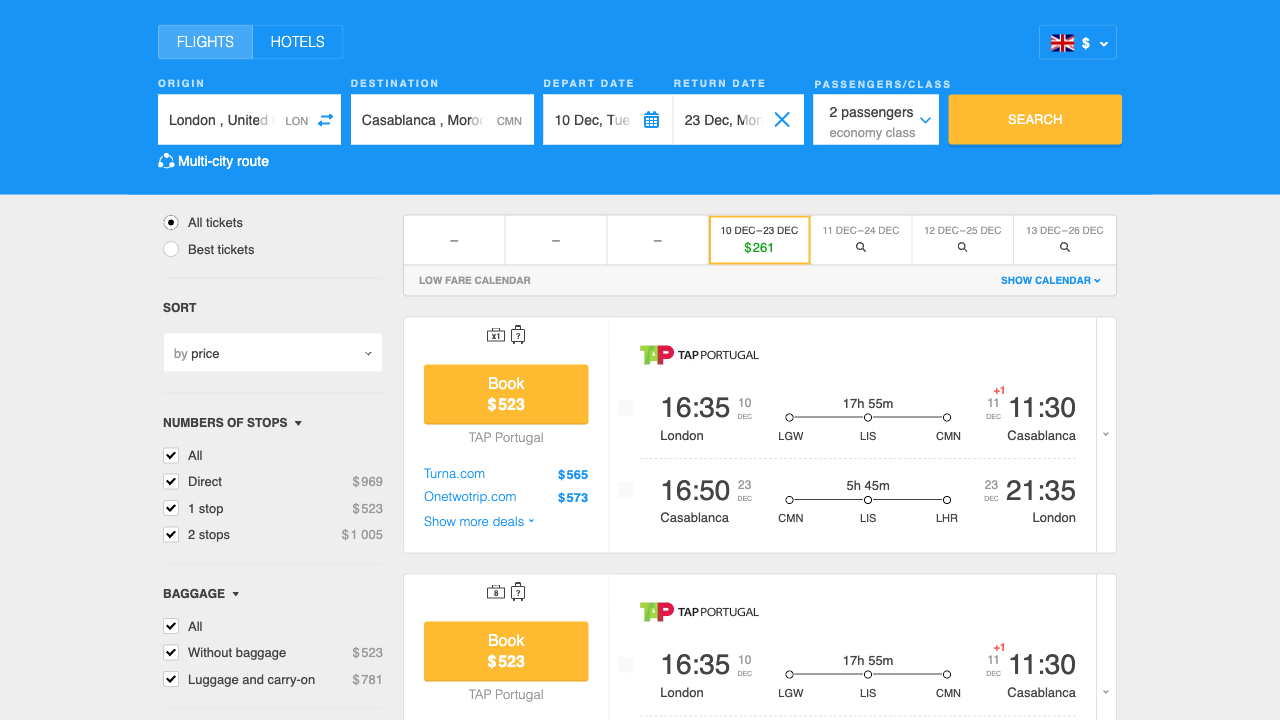 FLIGHTS
HOTELS
$
ORIGIN
DESTINATION
DEPART DATE
RETURN DATE
PASSENGERS/CLASS
London , United
LON
Casablanca , Moroc
CMN
10 Dec, Tue
23 Dec, Mon
2 passengers
economy class
SEARCH
Multi-city route
All tickets
Best tickets
SORT
by price
NUMBERS OF STOPS
All
Direct $969
1 stop $523
2 stops $1 005
BAGGAGE
All
Without baggage $523
Luggage and carry-on $781
–
–
–
10 DEC–23 DEC
$261
11 DEC–24 DEC
12 DEC–25 DEC
13 DEC–26 DEC
LOW FARE CALENDAR
SHOW CALENDAR
x1 ?
Book
$523
TAP Portugal
Turna.com $565
Onetwotrip.com $573
Show more deals
TAP TAP PORTUGAL
16:35 10 DEC
London
17h 55m
LGW LIS CMN
+1
11 DEC 11:30
Casablanca
16:50 23 DEC
Casablanca
5h 45m
CMN LIS LHR
23 DEC 21:35
London
8 ?
Book
$523
TAP Portugal
TAP TAP PORTUGAL
16:35 10 DEC
London
17h 55m
LGW LIS CMN
+1
11 DEC 11:30
Casablanca